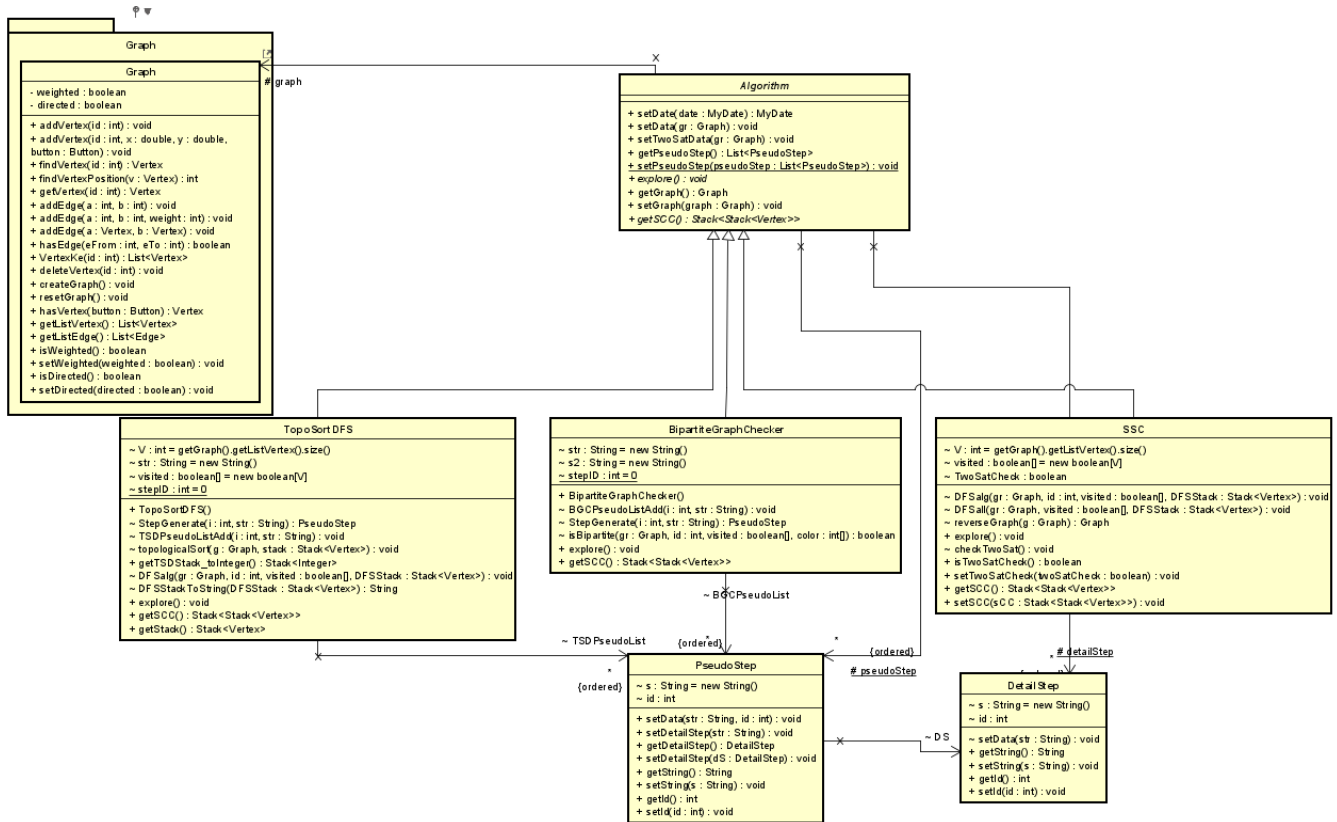 Graph
Graph
- weighted : boolean
- directed : boolean
+ addVertex(id : int) : void
+ addVertex(id : int, x : double, y : double,
button : Button) : void
+ findVertex(id : int) : Vertex
+ findVertexPosition(v : Vertex) : int
+ getVertex(id : int) : Vertex
+ addEdge(a : int, b : int) : void
+ addEdge(a : int, b : int, weight : int) : void
+ addEdge(a : Vertex, b : Vertex) : void
+ hasEdge(eFrom : int, eTo : int) : boolean
+ VertexKe(id : int) : List<Vertex>
+ deleteVertex(id : int) : void
+ createGraph() : void
+ resetGraph() : void
+ hasVertex(button : Button) : Vertex
+ getListVertex() : List<Vertex>
+ getListEdge() : List<Edge>
+ isWeighted() : boolean
+ setWeighted(weighted : boolean) : void
+ isDirected() : boolean
+ setDirected(directed : boolean) : void
# graph
Algorithm
+ setDate(date : MyDate) : MyDate
+ setData(gr : Graph) : void
+ setTwoSatData(gr : Graph) : void
+ getPseudoStep() : List<PseudoStep>
+ setPseudoStep(pseudoStep : List<PseudoStep>) : void
+ explore() : void
+ getGraph() : Graph
+ setGraph(graph : Graph) : void
+ getSCC() : Stack<Stack<Vertex>>
TopoSortDFS
~ V : int = getGraph().getListVertex().size()
~ str : String = new String()
~ visited : boolean[] = new boolean[V]
~ stepID : int = 0
+ TopoSortDFS()
~ StepGenerate(i : int, str : String) : PseudoStep
~ TSDPseudoListAdd(i : int, str : String) : void
~ topologicalSort(g : Graph, stack : Stack<Vertex>) : void
+ getTSDStack_toInteger() : Stack<Integer>
~ DFSalg(gr : Graph, id : int, visited : boolean[], DFSStack : Stack<Vertex>) : void
~ DFSStackToString(DFSStack : Stack<Vertex>) : String
+ explore() : void
+ getSCC() : Stack<Stack<Vertex>>
+ getStack() : Stack<Vertex>
BipartiteGraphChecker
~ str : String = new String()
~ s2 : String = new String()
~ stepID : int = 0
+ BipartiteGraphChecker()
~ BGCPseudoListAdd(i : int, str : String) : void
~ StepGenerate(i : int, str : String) : PseudoStep
~ isBipartite(gr : Graph, id : int, visited : boolean[], color : int[]) : boolean
+ explore() : void
+ getSCC() : Stack<Stack<Vertex>>
SSC
~ V : int = getGraph().getListVertex().size()
~ visited : boolean[] = new boolean[V]
~ TwoSatCheck : boolean
~ DFSalg(gr : Graph, id : int, visited : boolean[], DFSStack : Stack<Vertex>) : void
~ DFSall(gr : Graph, visited : boolean[], DFSStack : Stack<Vertex>) : void
~ reverseGraph(g : Graph) : Graph
+ explore() : void
~ checkTwoSat() : void
+ isTwoSatCheck() : boolean
+ setTwoSatCheck(twoSatCheck : boolean) : void
+ getSCC() : Stack<Stack<Vertex>>
+ setSCC(sCC : Stack<Stack<Vertex>>) : void
~ BGCPseudoList
*
{ordered}
~ TSDPseudoList
*
{ordered}
*
{ordered}
# pseudoStep
* # detailStep
PseudoStep
~ s : String = new String()
~ id : int
+ setData(str : String, id : int) : void
+ setDetailStep(str : String) : void
+ getDetailStep() : DetailStep
+ setDetailStep(dS : DetailStep) : void
+ getString() : String
+ setString(s : String) : void
+ getId() : int
+ setId(id : int) : void
~ DS
DetailStep
~ s : String = new String()
~ id : int
~ setData(str : String) : void
+ getString() : String
+ setString(s : String) : void
+ getId() : int
+ setId(id : int) : void